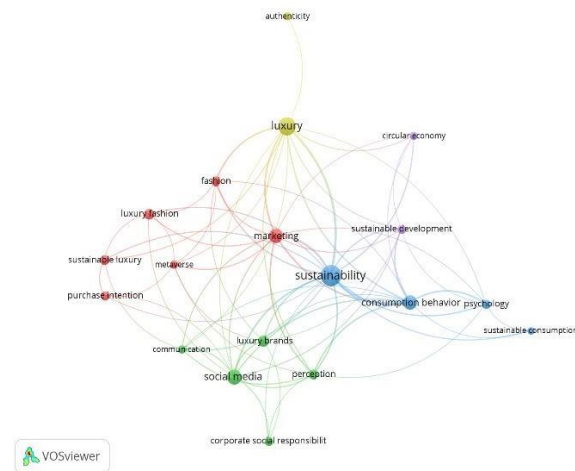 authenticity
luxury
circular economy
fashion
luxury fashion
sustainable development
marketing
sustainable luxury
metaverse
sustainability
purchase intention
consumption behavior
psychology
sustainable consumption
luxury brands
communication
social media
perception
corporate social responsibilit
VOSviewer